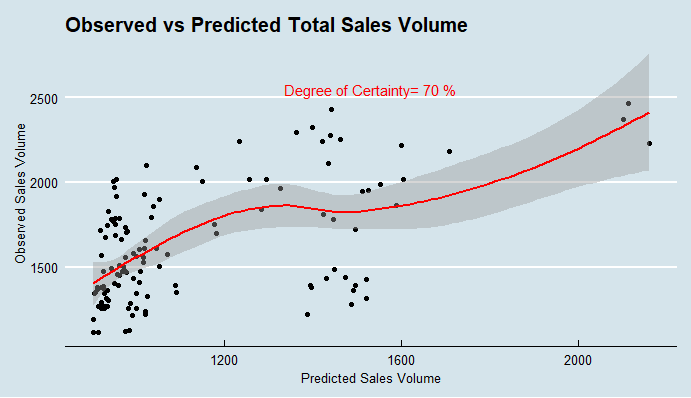 Observed vs Predicted Total Sales Volume
Degree of Certainty= 70 %
Observed Sales Volume
2500
2000
1500
1200
1600
2000
Predicted Sales Volume